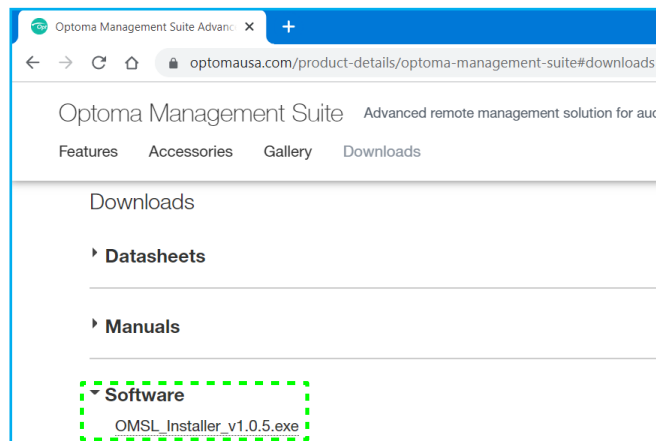 Optoma Management Suite Advanc
optomausa.com/product-details/optoma-management-suite#downloads
Optoma Management Suite Advanced remote management solution for aud
Features Accessories Gallery Downloads
Downloads
Datasheets
Manuals
Software
OMSL_Installer_v1.0.5.exe